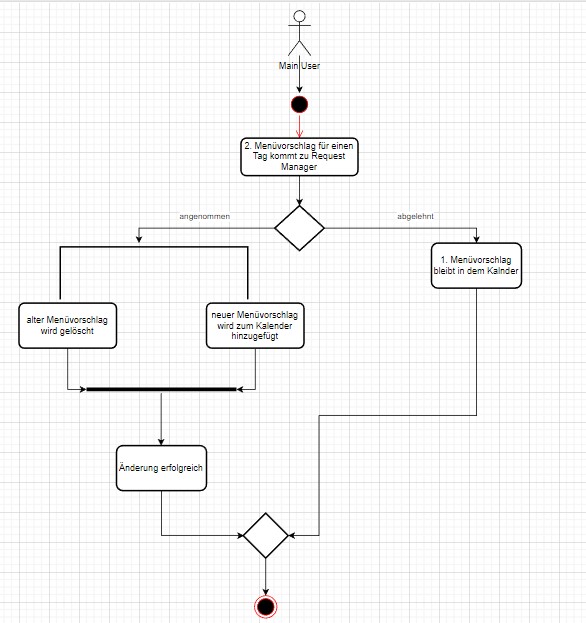 Main User
2. Menüvorschlag für einen
Tag kommt zu Request
Manager
angenommen
abgelehnt
1. Menüvorschlag
bleibt in dem Kalnder
alter Menüvorschlag
wird gelöscht
neuer Menüvorschlag
wird zum Kalender
hinzugefügt
Änderung erfolgreich